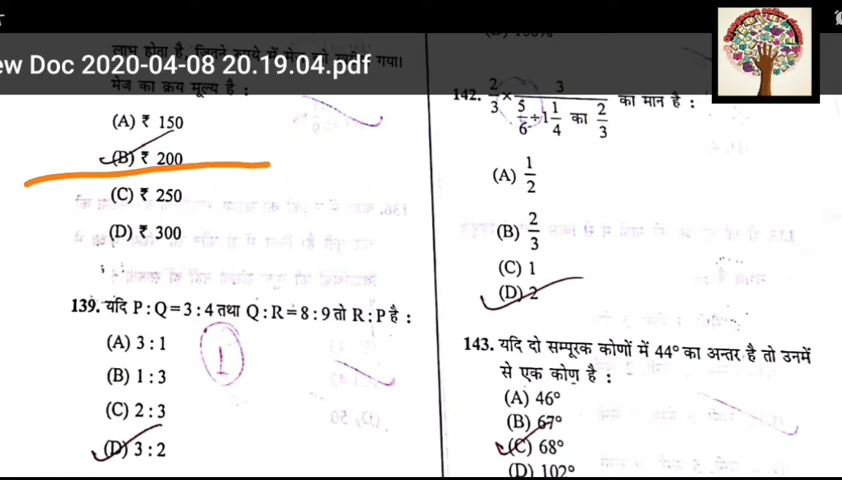 ew Doc 2020-04-08 20.19.04.pdf
मेज का क्रय मूल्य है :
(A) ₹ 150
(B) ₹ 200
(C) ₹ 250
(D) ₹ 300
139. यदि P : Q = 3 : 4 तथा Q : R = 8 : 9 तो R : P है :
(A) 3 : 1
(B) 1 : 3
(C) 2 : 3
(D) 3 : 2
1
142. 2/3 × 3/(5/6 ÷ 1 1/4 का 2/3) का मान है :
(A) 1/2
(B) 2/3
(C) 1
(D) 2
143. यदि दो सम्पूरक कोणों में 44° का अन्तर है तो उनमें
से एक कोण है :
(A) 46°
(B) 67°
(C) 68°
(D) 102°